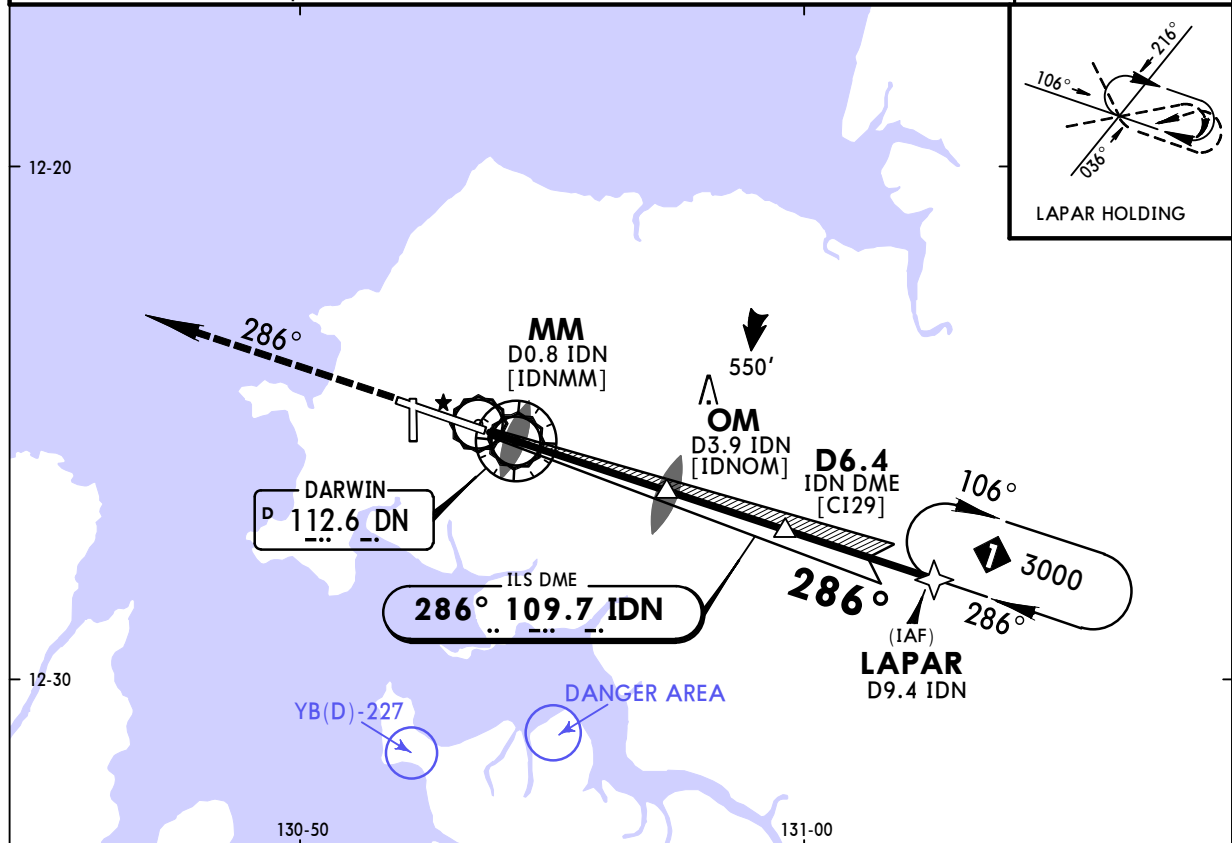 216°
106°
036°
LAPAR HOLDING
12-20
286°
MM
D0.8 IDN
[IDNMM]
550'
OM
D3.9 IDN
[IDNOM]
D6.4
IDN DME
[CI29]
106°
1
3000
286°
DARWIN
D 112.6 DN
ILS DME
286° 109.7 IDN
286°
(IAF)
LAPAR
D9.4 IDN
12-30
YB(D)-227
DANGER AREA
130-50
131-00